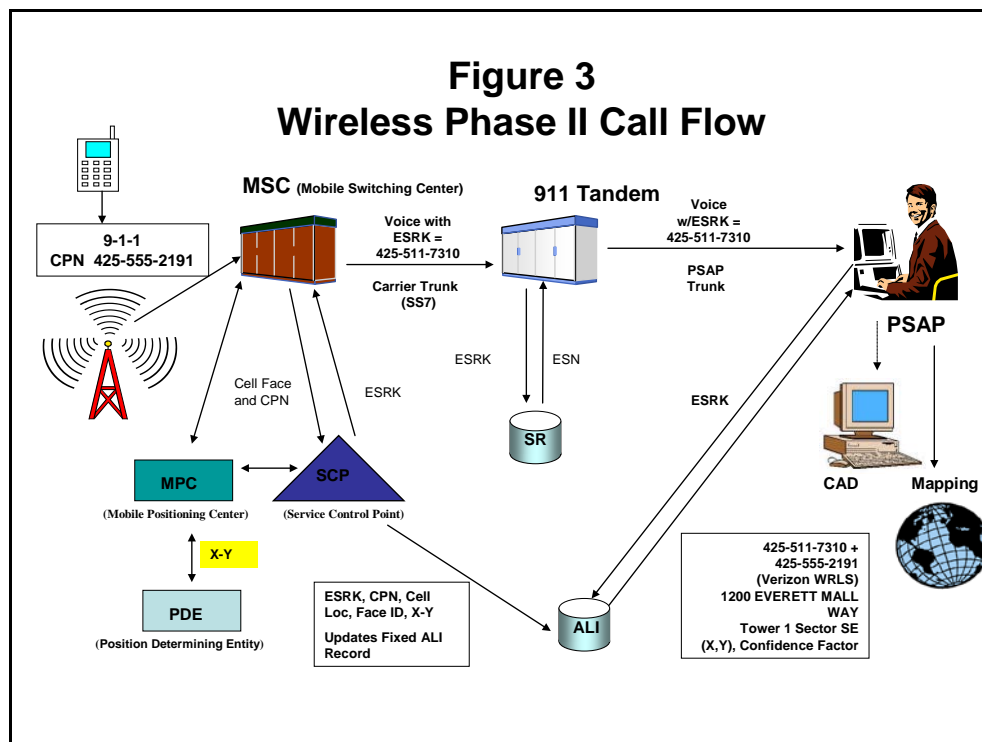 Figure 3
Wireless Phase II Call Flow
MSC (Mobile Switching Center)
911 Tandem
9-1-1
CPN 425-555-2191
Voice with
ESRK =
425-511-7310
Carrier Trunk
(SS7)
Voice
w/ESRK =
425-511-7310
PSAP
Trunk
PSAP
Cell Face
and CPN
ESRK
ESRK
ESN
ESRK
SR
CAD
Mapping
MPC
(Mobile Positioning Center)
SCP
(Service Control Point)
X-Y
PDE
(Position Determining Entity)
ESRK, CPN, Cell
Loc, Face ID, X-Y
Updates Fixed ALI
Record
ALI
425-511-7310 +
425-555-2191
(Verizon WRLS)
1200 EVERETT MALL
WAY
Tower 1 Sector SE
(X,Y), Confidence Factor